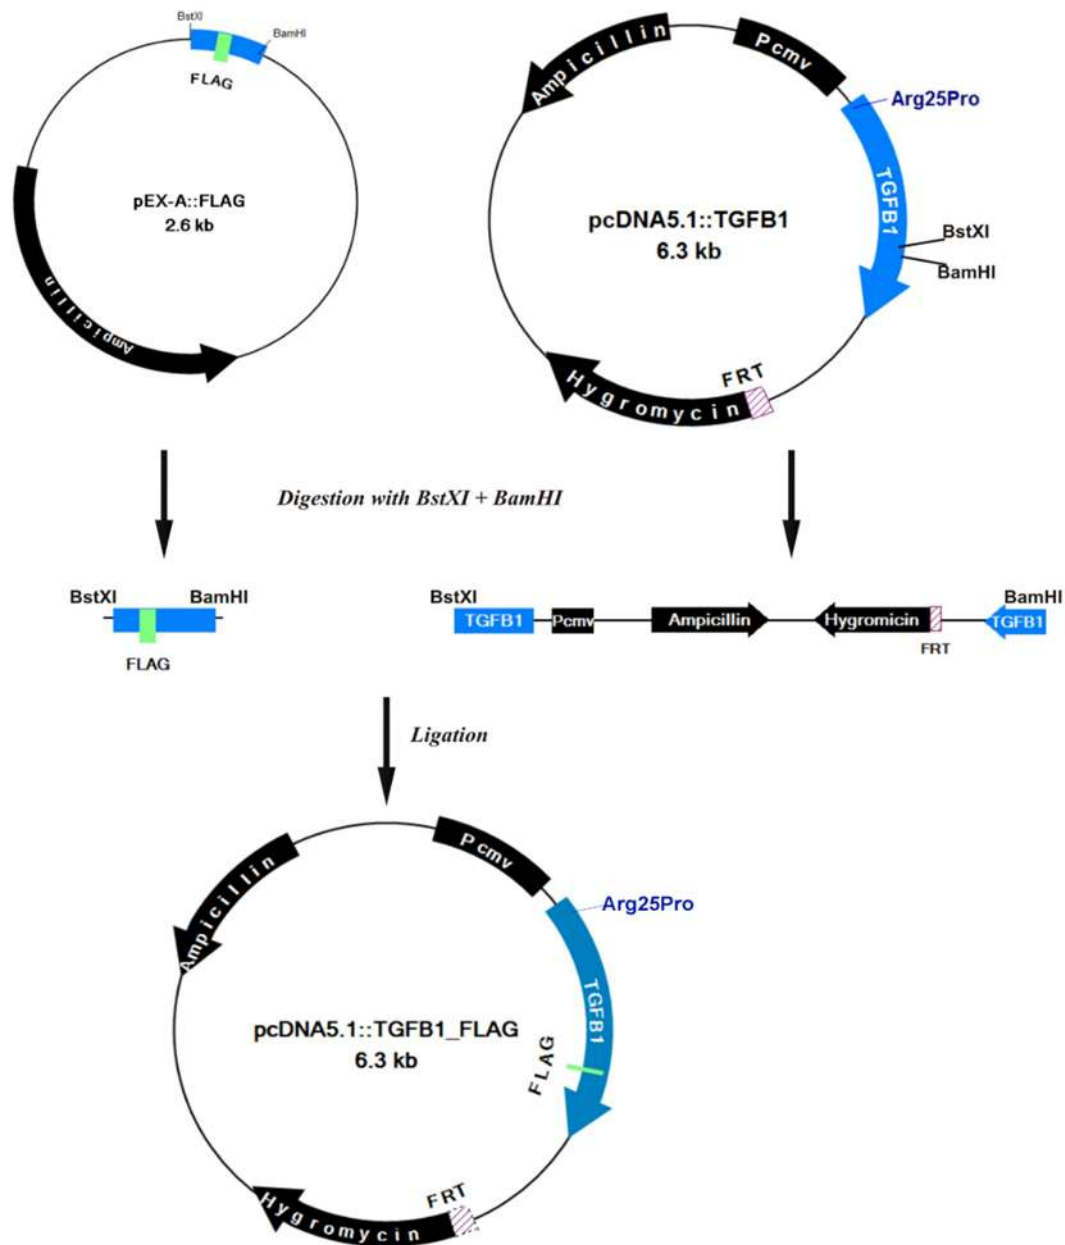 BstXI
BamHI
FLAG
pEX-A::FLAG
2.6 kb
Ampicillin
Ampicillin
Pcmv
Arg25Pro
TGFB1
pcDNA5.1::TGFB1
6.3 kb
BstXI
BamHI
FRT
Hygromycin
Digestion with BstXI + BamHI
BstXI
BamHI
FLAG
BstXI
BamHI
TGFB1
Pcmv
Ampicillin
Hygromicin
TGFB1
FRT
Ligation
Ampicillin
Pcmv
Arg25Pro
TGFB1
pcDNA5.1::TGFB1_FLAG
6.3 kb
FLAG
FRT
Hygromycin